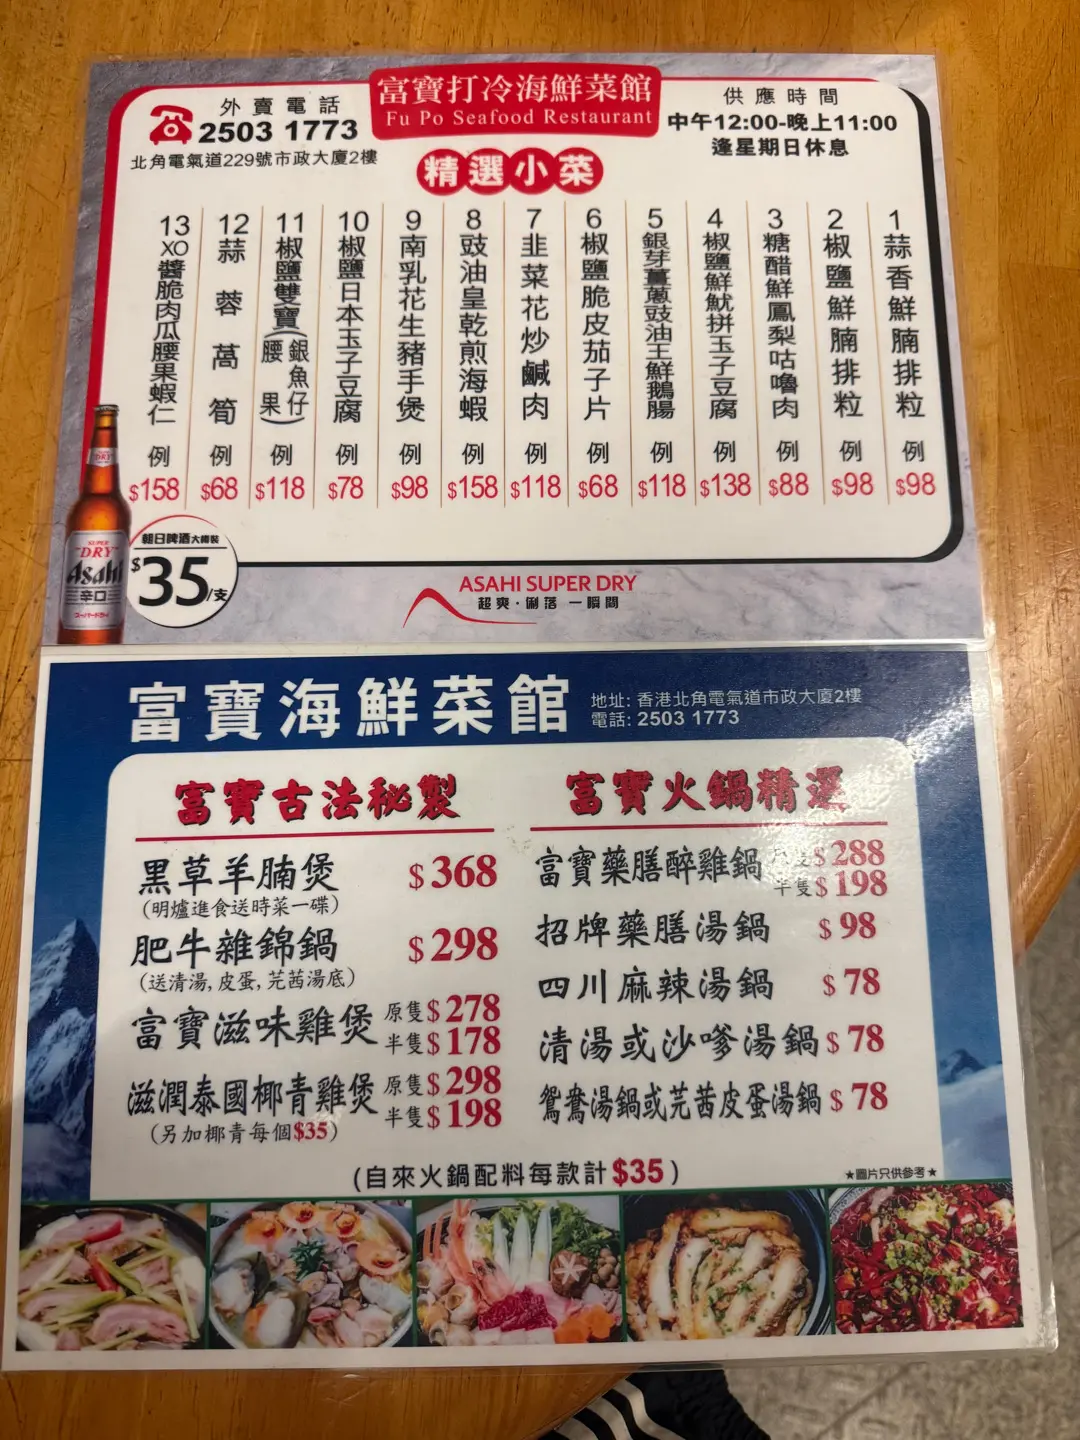 外賣電話
2503 1773
北角電氣道229號市政大廈2樓
富寶打冷海鮮菜館
Fu Po Seafood Restaurant
供應時間
中午12:00-晚上11:00
逢星期日休息
精選小菜
1 蒜香鮮腩排粒 例 $98
2 椒鹽鮮腩排粒 例 $98
3 糖醋鮮鳳梨咕嚕肉 例 $88
4 椒鹽鮮魷拼玉子豆腐 例 $138
5 銀芽薑蔥豉油王鮮鵝腸 例 $118
6 椒鹽脆皮茄子片 例 $68
7 韭菜花炒鹹肉 例 $118
8 豉油皇乾煎海蝦 例 $158
9 南乳花生豬手煲 例 $98
10 椒鹽日本玉子豆腐 例 $78
11 椒鹽雙寶(銀魚仔腰果) 例 $118
12 蒜蓉萵筍 例 $68
13 XO醬脆肉瓜腰果蝦仁 例 $158
SUPER
"DRY"
Asahi
辛口
スーパードライ
朝日啤酒大樽裝
$35/支
ASAHI SUPER DRY
超爽·俐落 一瞬間
富寶海鮮菜館
地址: 香港北角電氣道市政大廈2樓
電話: 2503 1773
富寶古法秘製
黑草羊腩煲 $368
(明爐進食送時菜一碟)
肥牛雜錦鍋 $298
(送清湯, 皮蛋, 芫茜湯底)
富寶滋味雞煲 原隻$278
半隻$178
滋潤泰國椰青雞煲 原隻$298
半隻$198
(另加椰青每個$35)
富寶火鍋精選
富寶藥膳醉雞鍋 $288
半隻$198
招牌藥膳湯鍋 $98
四川麻辣湯鍋 $78
清湯或沙嗲湯鍋 $78
鴛鴦湯鍋或芫茜皮蛋湯鍋 $78
(自來火鍋配料每款計$35)
★圖片只供參考★